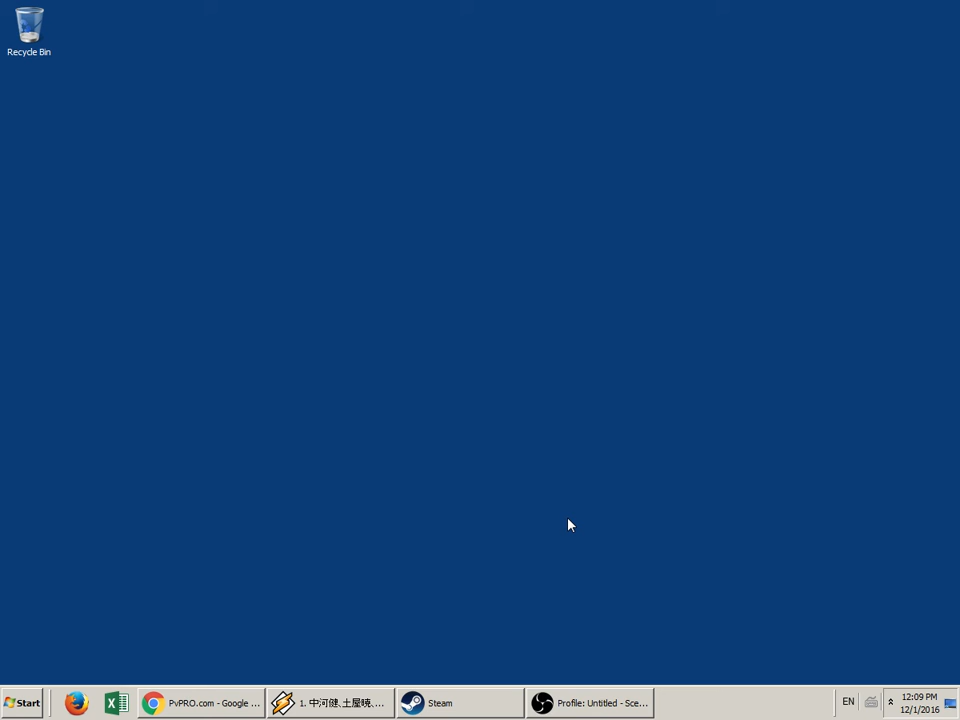 Recycle Bin
Start
PvPRO.com - Google ...
1. 中河健、土屋暁、...
Steam
Profile: Untitled - Sce...
EN
12:09 PM
12/1/2016